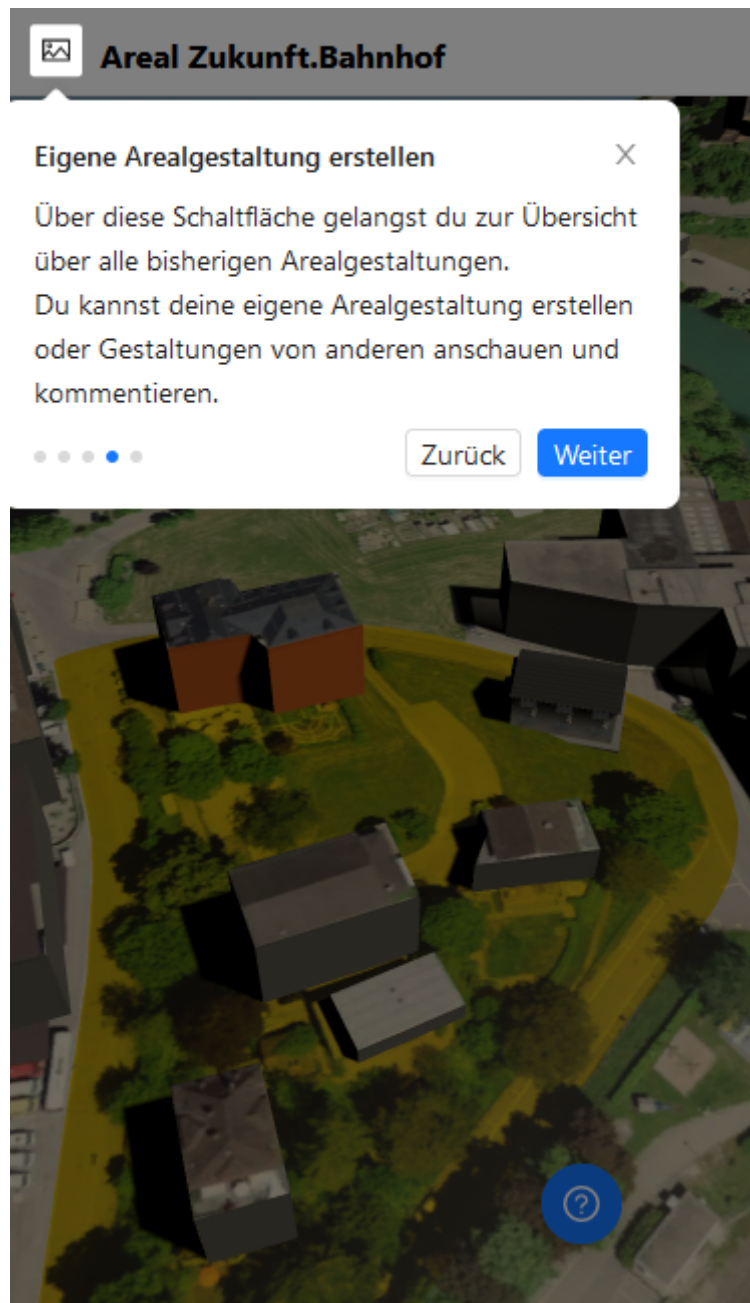 Areal Zukunft.Bahnhof
Eigene Arealgestaltung erstellen
Über diese Schaltfläche gelangst du zur Übersicht
über alle bisherigen Arealgestaltungen.
Du kannst deine eigene Arealgestaltung erstellen
oder Gestaltungen von anderen anschauen und
kommentieren.
Zurück
Weiter
?